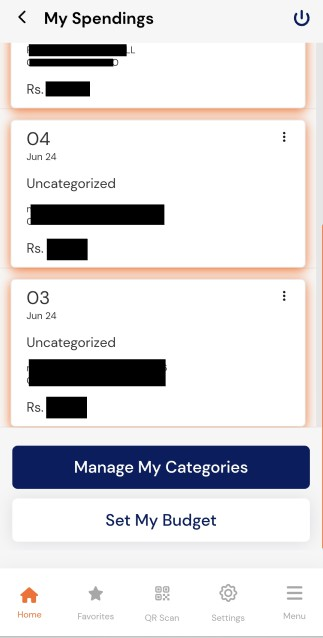 My Spendings
Rs.
04
Jun 24
Uncategorized
Rs.
03
Jun 24
Uncategorized
Rs.
Manage My Categories
Set My Budget
Home
Favorites
QR Scan
Settings
Menu